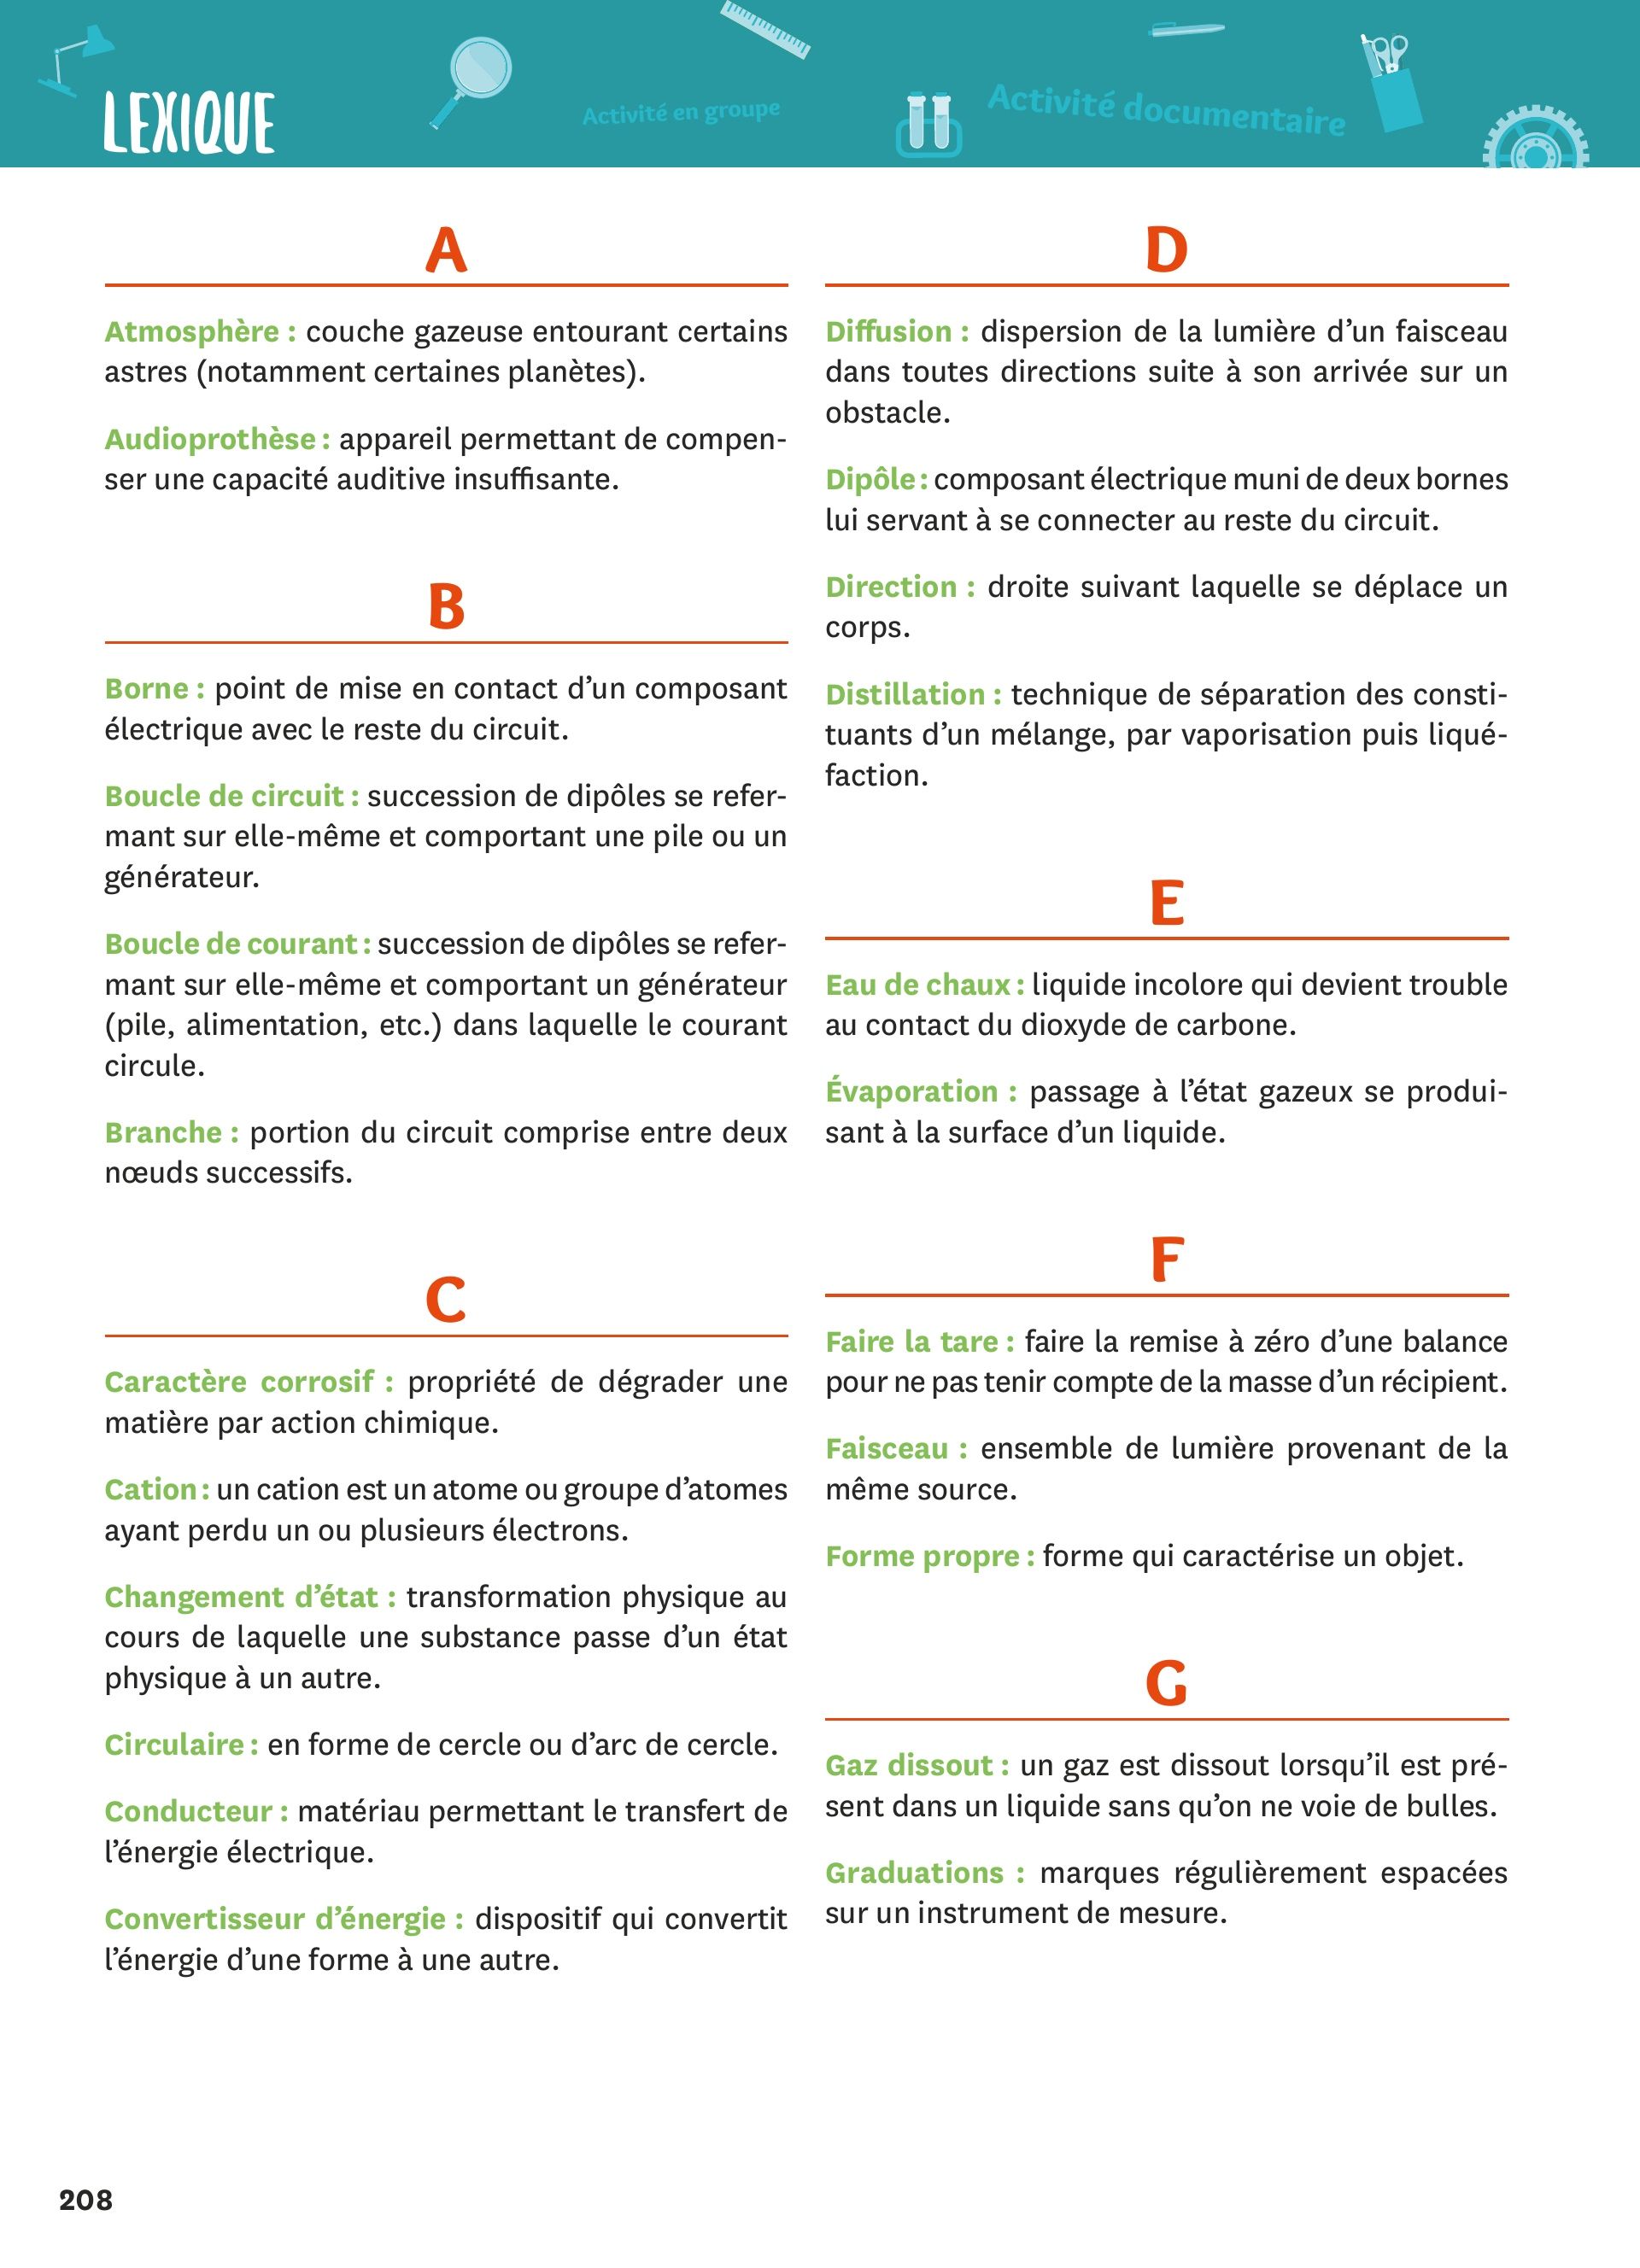 LEXIQUE
Activité en groupe
Activité documentaire
A
Atmosphère : couche gazeuse entourant certains
astres (notamment certaines planètes).
Audioprothèse : appareil permettant de compen-
ser une capacité auditive insuffisante.
B
Borne : point de mise en contact d’un composant
électrique avec le reste du circuit.
Boucle de circuit : succession de dipôles se refer-
mant sur elle-même et comportant une pile ou un
générateur.
Boucle de courant : succession de dipôles se refer-
mant sur elle-même et comportant un générateur
(pile, alimentation, etc.) dans laquelle le courant
circule.
Branche : portion du circuit comprise entre deux
nœuds successifs.
C
Caractère corrosif : propriété de dégrader une
matière par action chimique.
Cation : un cation est un atome ou groupe d’atomes
ayant perdu un ou plusieurs électrons.
Changement d’état : transformation physique au
cours de laquelle une substance passe d’un état
physique à un autre.
Circulaire : en forme de cercle ou d’arc de cercle.
Conducteur : matériau permettant le transfert de
l’énergie électrique.
Convertisseur d’énergie : dispositif qui convertit
l’énergie d’une forme à une autre.
D
Diffusion : dispersion de la lumière d’un faisceau
dans toutes directions suite à son arrivée sur un
obstacle.
Dipôle : composant électrique muni de deux bornes
lui servant à se connecter au reste du circuit.
Direction : droite suivant laquelle se déplace un
corps.
Distillation : technique de séparation des consti-
tuants d’un mélange, par vaporisation puis liqué-
faction.
E
Eau de chaux : liquide incolore qui devient trouble
au contact du dioxyde de carbone.
Évaporation : passage à l’état gazeux se produi-
sant à la surface d’un liquide.
F
Faire la tare : faire la remise à zéro d’une balance
pour ne pas tenir compte de la masse d’un récipient.
Faisceau : ensemble de lumière provenant de la
même source.
Forme propre : forme qui caractérise un objet.
G
Gaz dissout : un gaz est dissout lorsqu’il est pré-
sent dans un liquide sans qu’on ne voie de bulles.
Graduations : marques régulièrement espacées
sur un instrument de mesure.
208